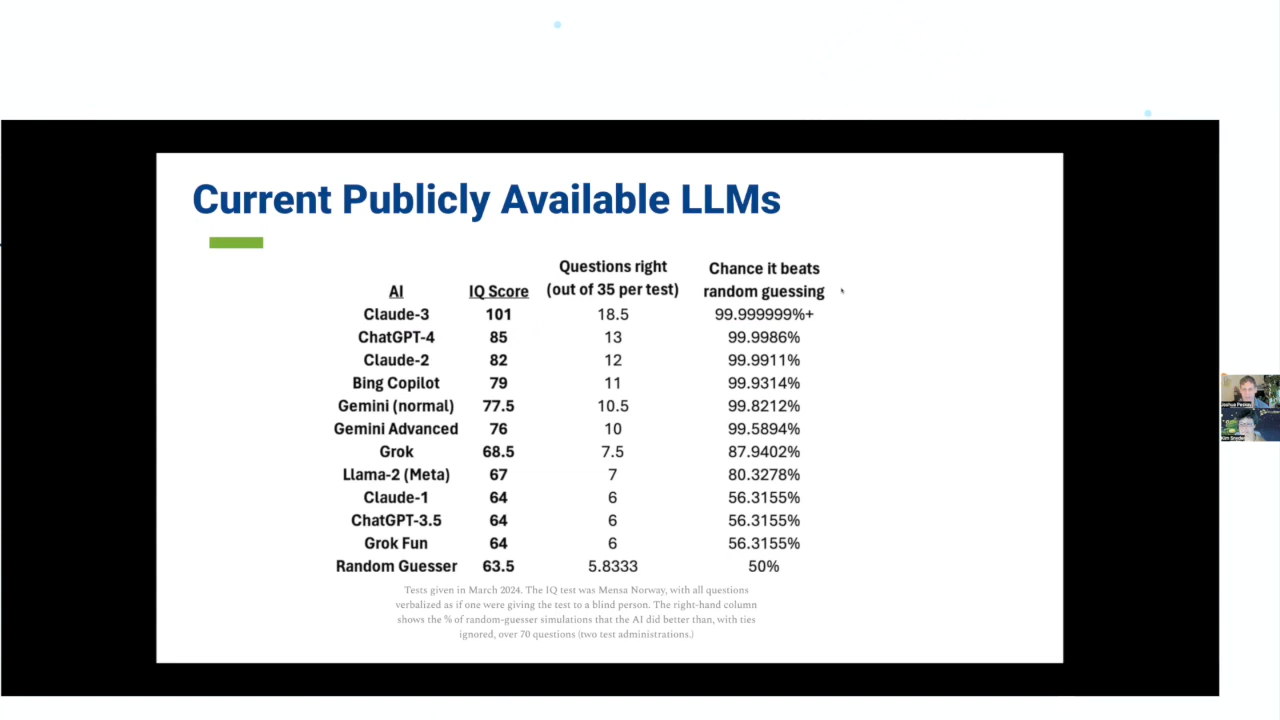 Current Publicly Available LLMs
AI IQ Score Questions right (out of 35 per test) Chance it beats random guessing
Claude-3 101 18.5 99.999999%+
ChatGPT-4 85 13 99.9986%
Claude-2 82 12 99.9911%
Bing Copilot 79 11 99.9314%
Gemini (normal) 77.5 10.5 99.8212%
Gemini Advanced 76 10 99.5894%
Grok 68.5 7.5 87.9402%
Llama-2 (Meta) 67 7 80.3278%
Claude-1 64 6 56.3155%
ChatGPT-3.5 64 6 56.3155%
Grok Fun 64 6 56.3155%
Random Guesser 63.5 5.8333 50%
Tests given in March 2024. The IQ test was Mensa Norway, with all questions
verbalized as if one were giving the test to a blind person. The right-hand column
shows the % of random-guesser simulations that the AI did better than, with ties
ignored, over 70 questions (two test administrations.)